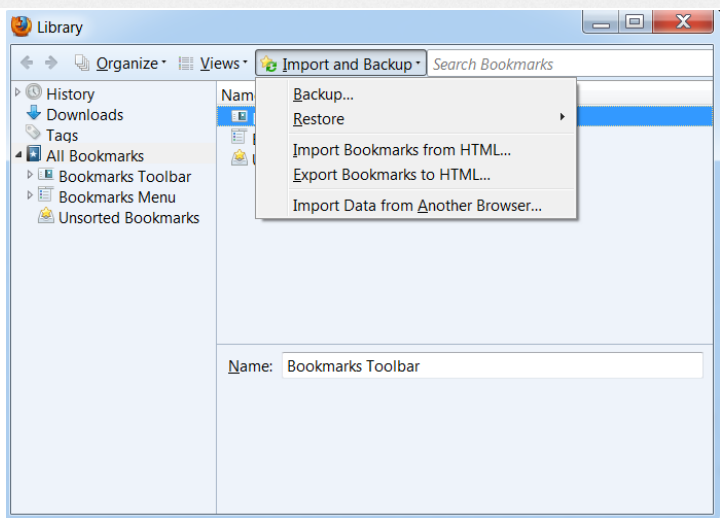 Library
Organize Views Import and Backup Search Bookmarks
History
Downloads
Tags
All Bookmarks
Bookmarks Toolbar
Bookmarks Menu
Unsorted Bookmarks
Backup...
Restore
Import Bookmarks from HTML...
Export Bookmarks to HTML...
Import Data from Another Browser...
Name: Bookmarks Toolbar